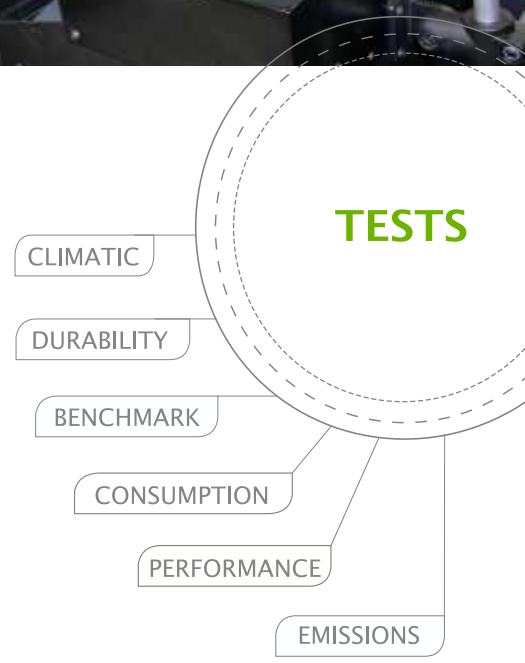 TESTS
CLIMATIC
DURABILITY
BENCHMARK
CONSUMPTION
PERFORMANCE
EMISSIONS